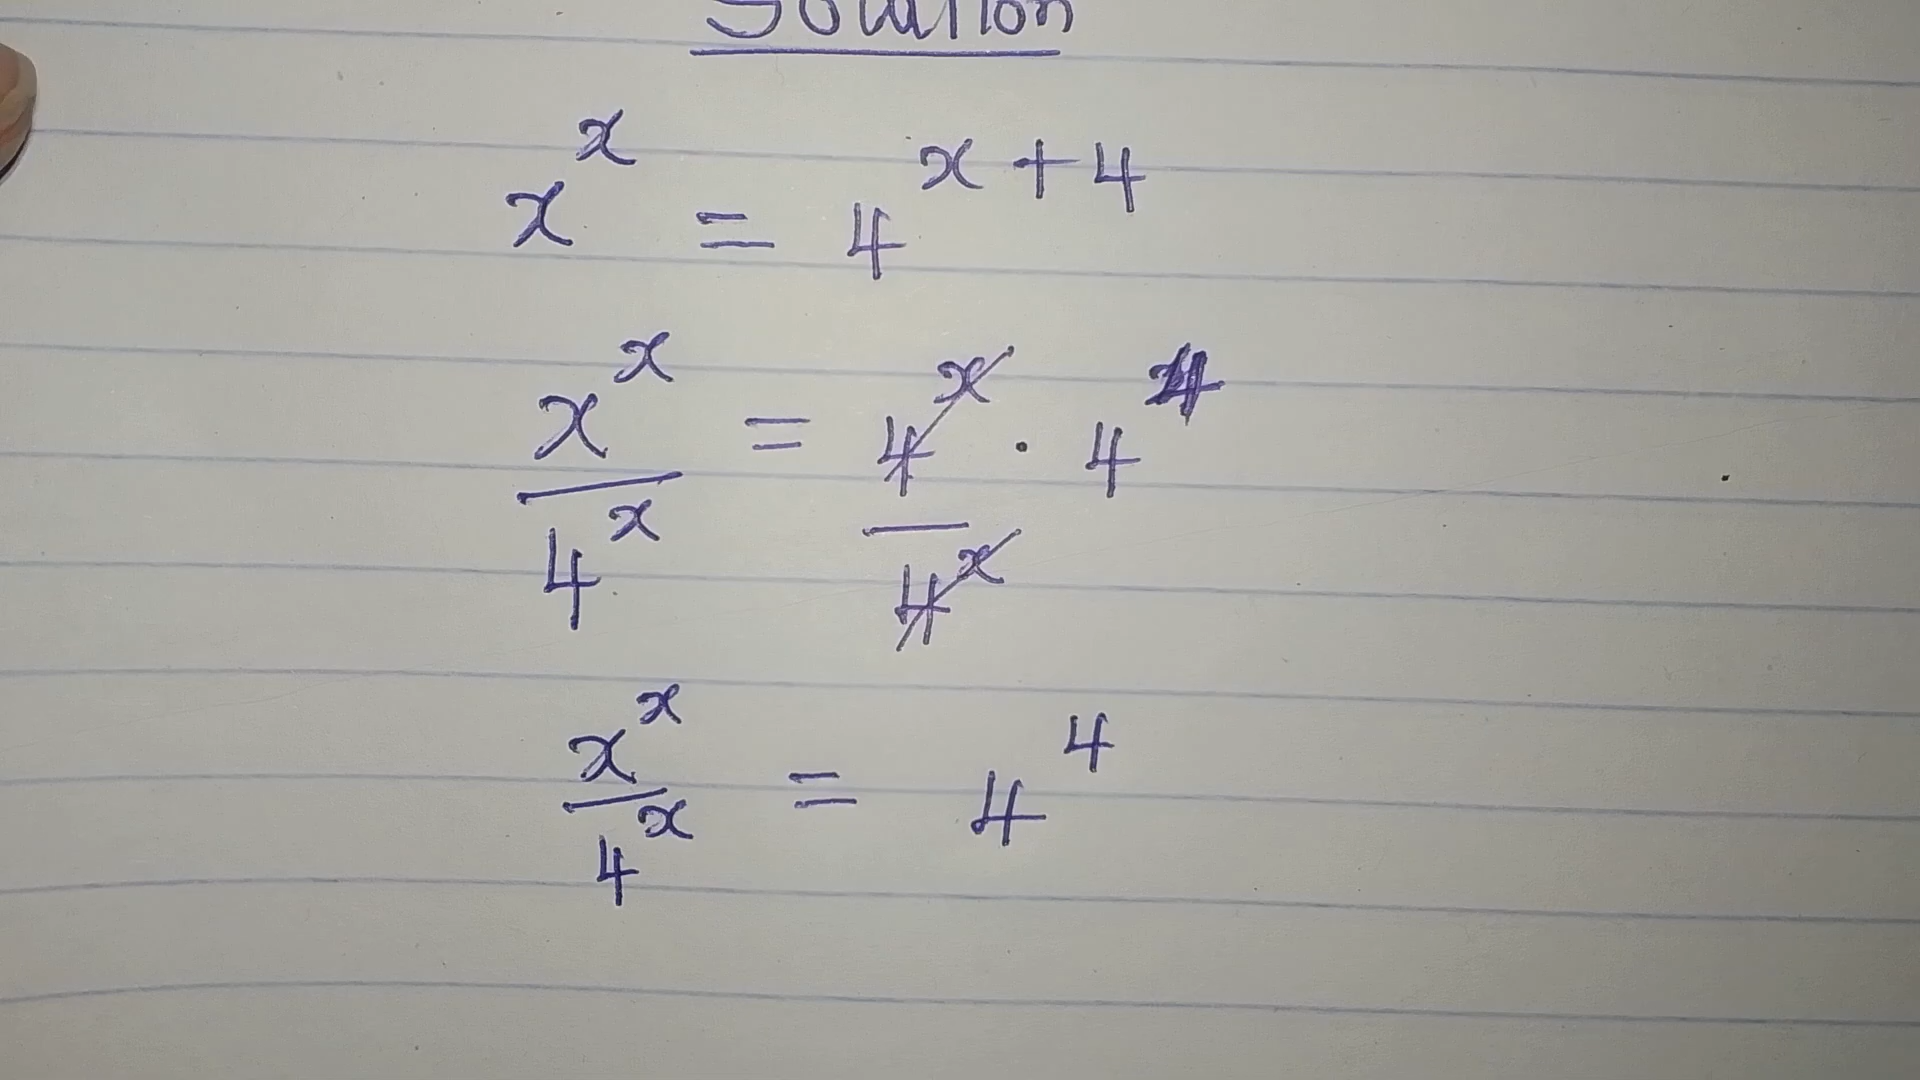 Solution
x^x = 4^(x+4)
x^x/4^x = 4^x · 4^4/4^x
x^x/4^x = 4^4